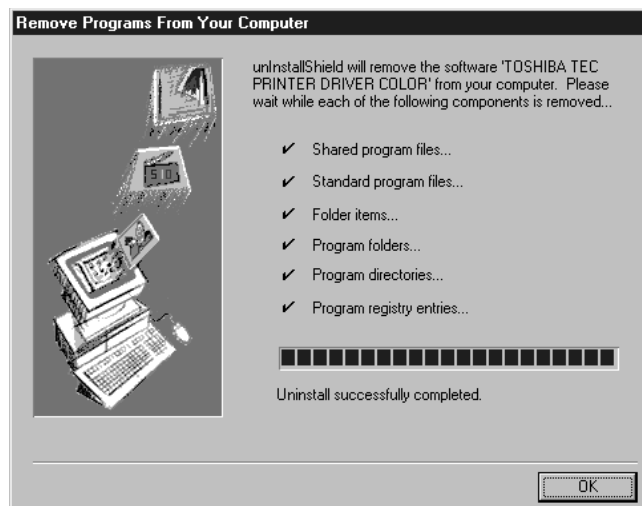 Remove Programs From Your Computer
unInstallShield will remove the software 'TOSHIBA TEC
PRINTER DRIVER COLOR' from your computer. Please
wait while each of the following components is removed...
✔ Shared program files...
✔ Standard program files...
✔ Folder items...
✔ Program folders...
✔ Program directories...
✔ Program registry entries...
Uninstall successfully completed.
OK